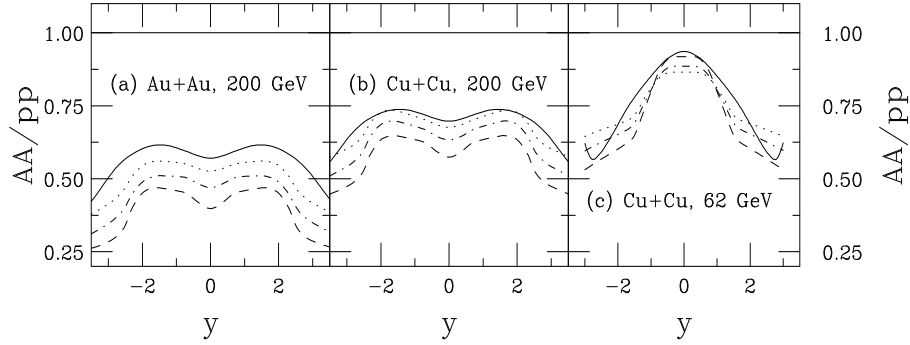 1.00 1.00
(a) Au+Au, 200 GeV (b) Cu+Cu, 200 GeV
0.75 0.75
AA/pp AA/pp
0.50 0.50
(c) Cu+Cu, 62 GeV
0.25 0.25
−2 0 2 −2 0 2 −2 0 2
y y y